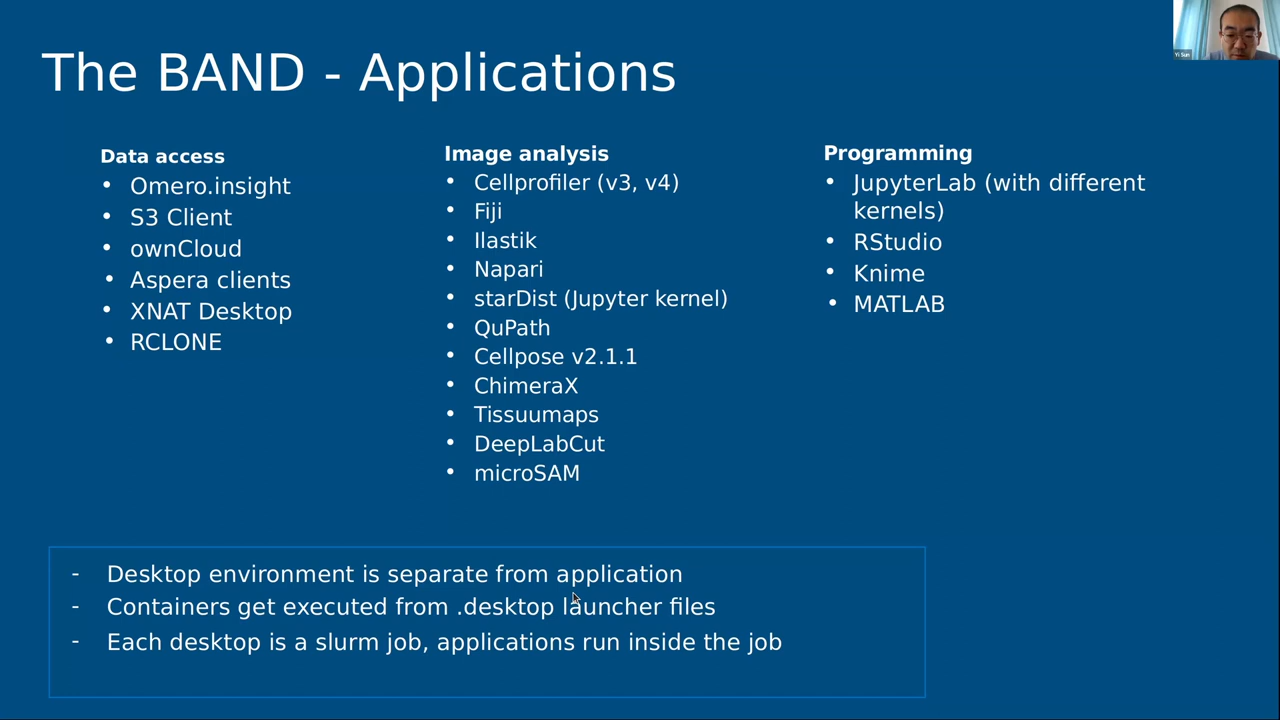 The BAND - Applications
Yi Sun
Data access
• Omero.insight
• S3 Client
• ownCloud
• Aspera clients
• XNAT Desktop
• RCLONE
Image analysis
• Cellprofiler (v3, v4)
• Fiji
• Ilastik
• Napari
• starDist (Jupyter kernel)
• QuPath
• Cellpose v2.1.1
• ChimeraX
• Tissuumaps
• DeepLabCut
• microSAM
Programming
• JupyterLab (with different
kernels)
• RStudio
• Knime
• MATLAB
- Desktop environment is separate from application
- Containers get executed from .desktop launcher files
- Each desktop is a slurm job, applications run inside the job